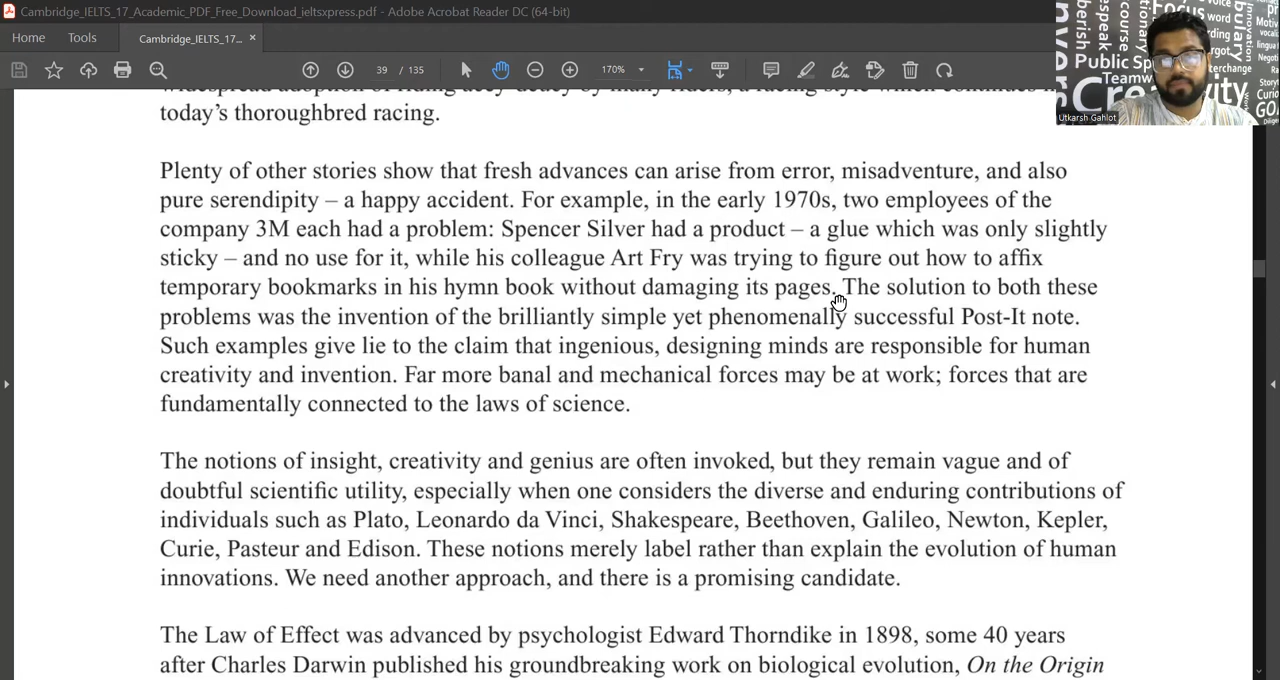 Cambridge_IELTS_17_Academic_PDF_Free_Download_ieltsxpress.pdf - Adobe Acrobat Reader DC (64-bit)
Home Tools Cambridge_IELTS_17... ×
39 / 135 170%
today's thoroughbred racing.
Plenty of other stories show that fresh advances can arise from error, misadventure, and also
pure serendipity – a happy accident. For example, in the early 1970s, two employees of the
company 3M each had a problem: Spencer Silver had a product – a glue which was only slightly
sticky – and no use for it, while his colleague Art Fry was trying to figure out how to affix
temporary bookmarks in his hymn book without damaging its pages. The solution to both these
problems was the invention of the brilliantly simple yet phenomenally successful Post-It note.
Such examples give lie to the claim that ingenious, designing minds are responsible for human
creativity and invention. Far more banal and mechanical forces may be at work; forces that are
fundamentally connected to the laws of science.
The notions of insight, creativity and genius are often invoked, but they remain vague and of
doubtful scientific utility, especially when one considers the diverse and enduring contributions of
individuals such as Plato, Leonardo da Vinci, Shakespeare, Beethoven, Galileo, Newton, Kepler,
Curie, Pasteur and Edison. These notions merely label rather than explain the evolution of human
innovations. We need another approach, and there is a promising candidate.
The Law of Effect was advanced by psychologist Edward Thorndike in 1898, some 40 years
after Charles Darwin published his groundbreaking work on biological evolution, On the Origin
Focus
word
espeak
course
Public
Teamw
terchange
Utkarsh Gahlot